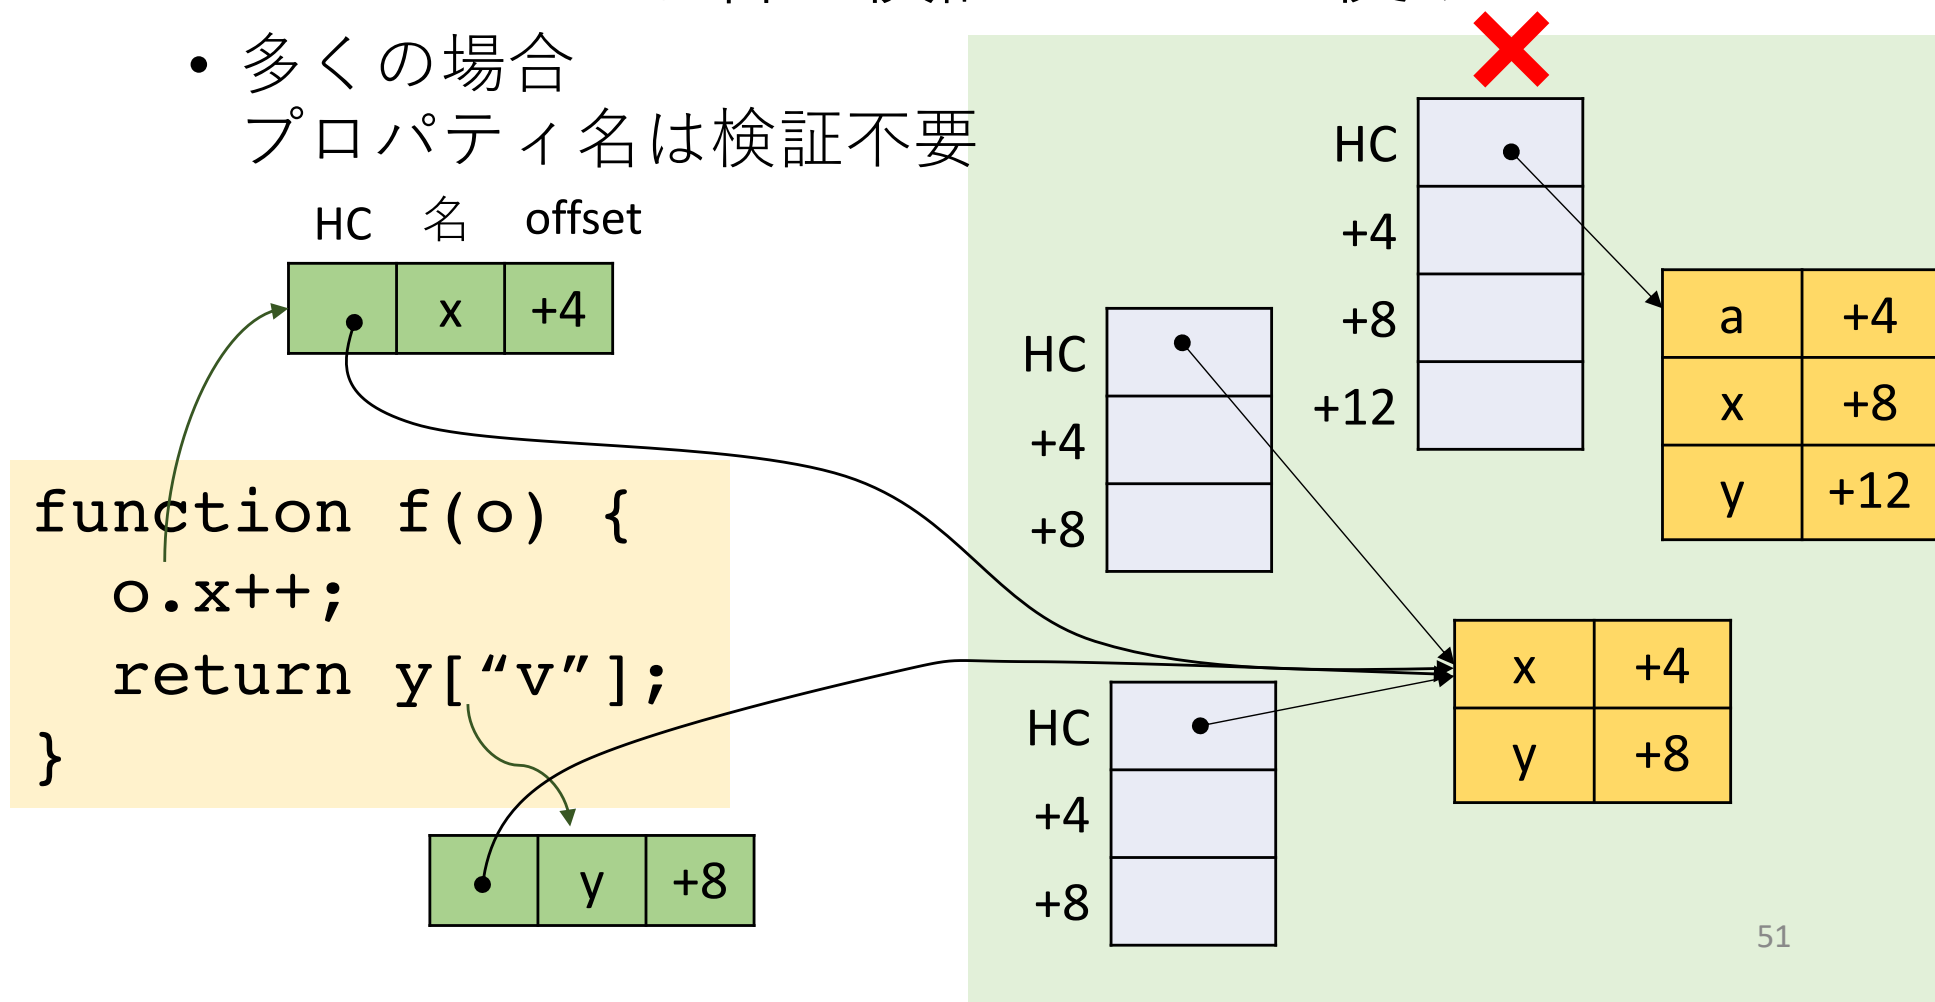 • 多くの場合
プロパティ名は検証不要
HC 名 offset
x +4
function f(o) {
o.x++;
return y[“v”];
}
y +8
HC
+4
+8
+12
a +4
x +8
y +12
HC
+4
+8
x +4
y +8
HC
+4
+8
51